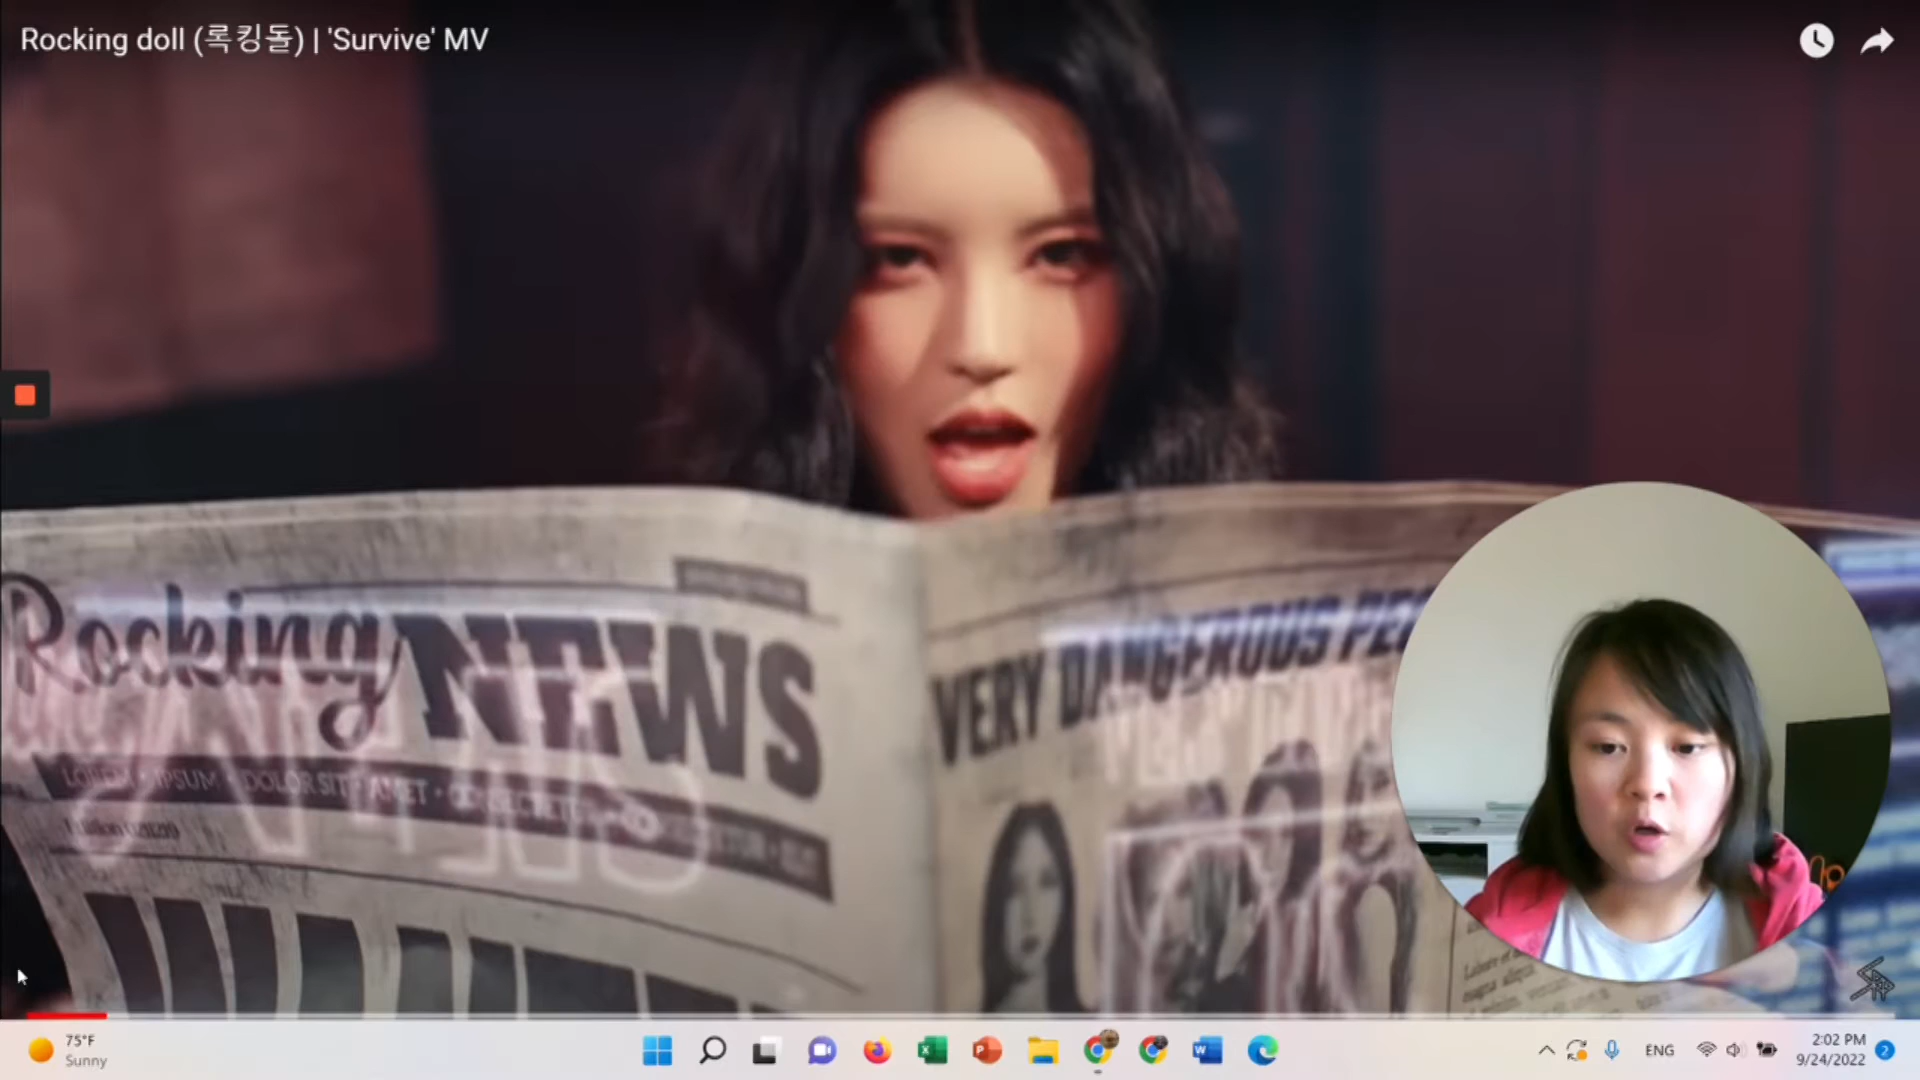 Rocking doll (록킹돌) | 'Survive' MV
Rocking NEWS
VERY DANGEROUS
LOREM • IPSUM • DOLOR SIT • AMET •
75°F
Sunny
ENG
2:02 PM
9/24/2022
2